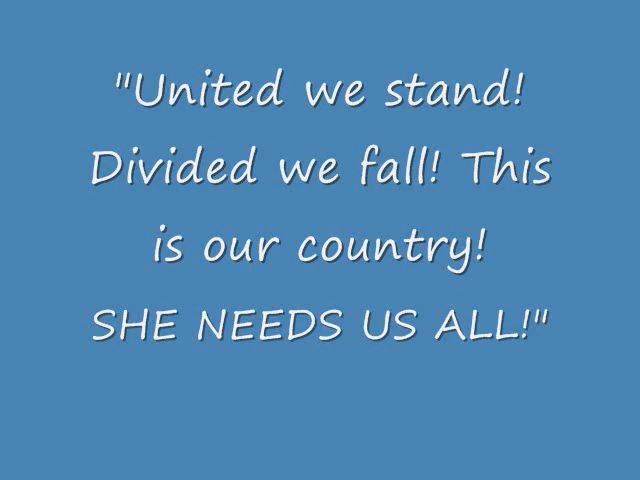 "United we stand!
Divided we fall! This
is our country!
SHE NEEDS US ALL!"